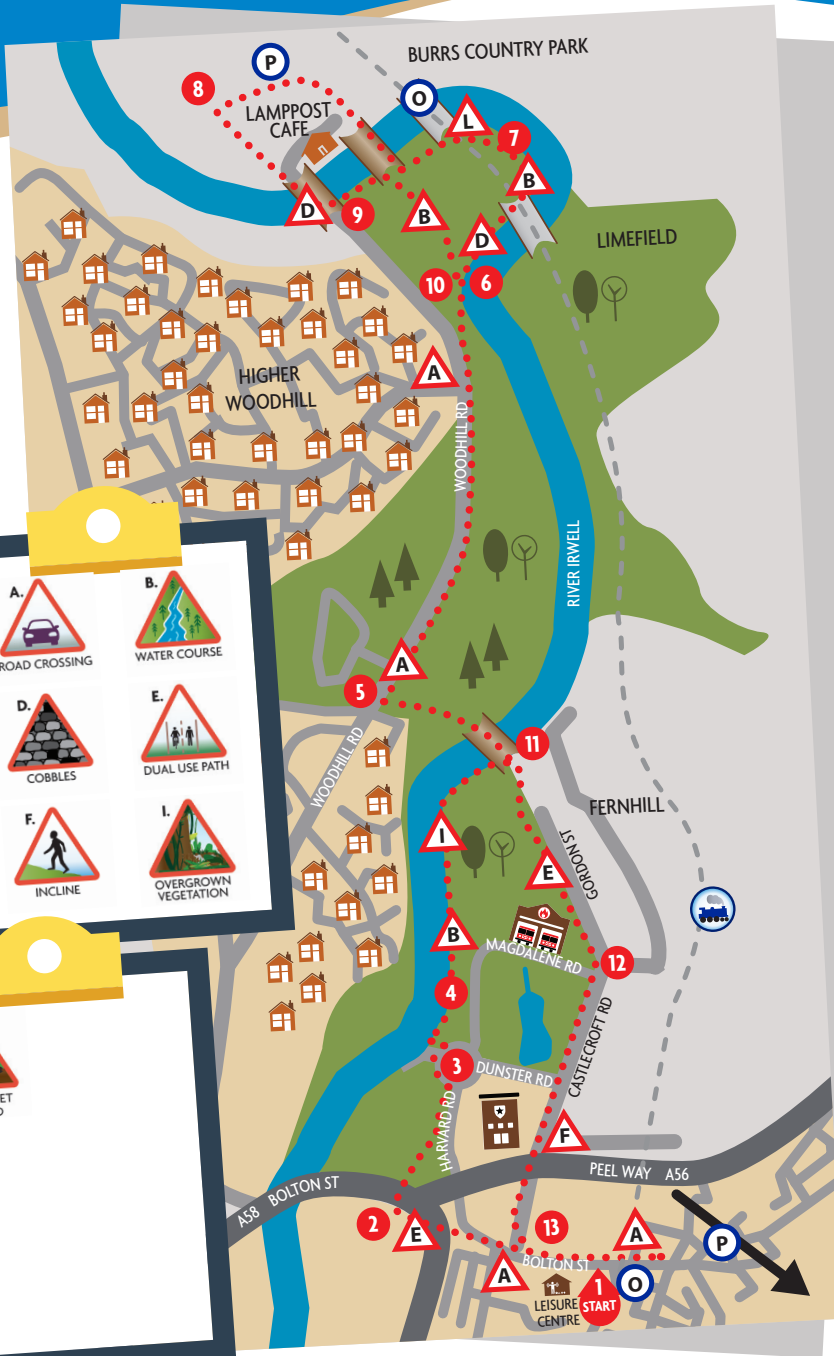 BURRS COUNTRY PARK
P
8
O
LAMPPOST
CAFE
L
7
B
D
9
B
D
LIMEFIELD
10
6
A
HIGHER
WOODHILL
WOODHILL RD
RIVER IRWELL
A
5
WOODHILL RD
11
FERNHILL
I
GORDON ST
E
B
MAGDALENE RD
12
4
CASTLECROFT RD
3
DUNSTER RD
HARVARD RD
F
PEEL WAY A56
A58 BOLTON ST
2
E
13
A
P
BOLTON ST
A
1
START
O
LEISURE
CENTRE
A.
ROAD CROSSING
B.
WATER COURSE
D.
COBBLES
E.
DUAL USE PATH
F.
INCLINE
I.
OVERGROWN
VEGETATION